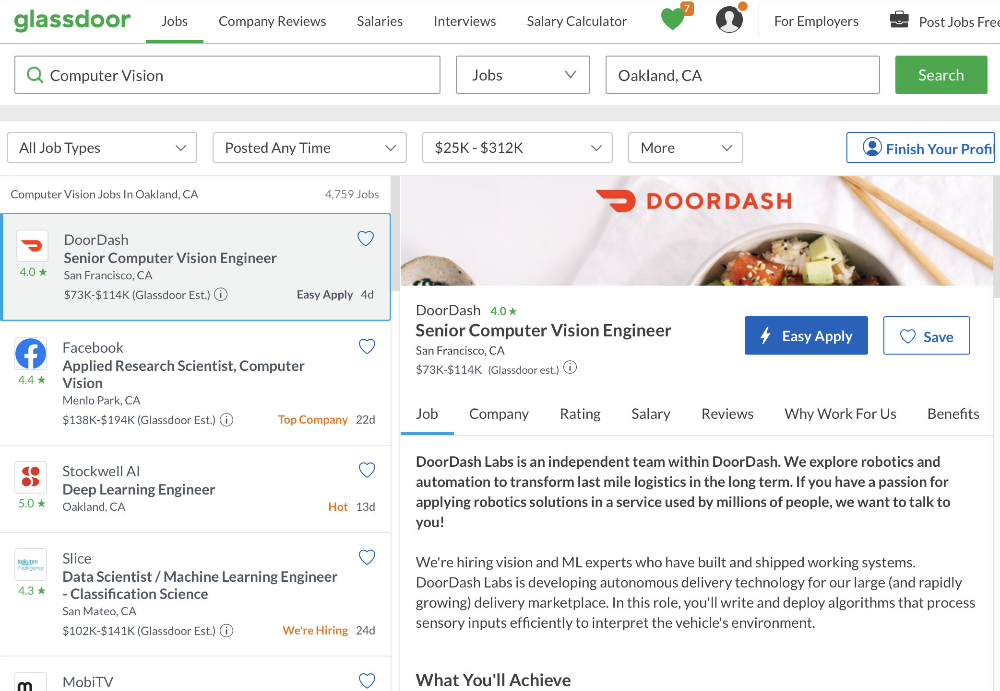 glassdoor
Jobs
Company Reviews
Salaries
Interviews
Salary Calculator
7
For Employers
Post Jobs Free
Computer Vision
Jobs
Oakland, CA
Search
All Job Types
Posted Any Time
$25K - $312K
More
Finish Your Profil
Computer Vision Jobs In Oakland, CA
4,759 Jobs
DoorDash
Senior Computer Vision Engineer
4.0 ★
San Francisco, CA
$73K-$114K (Glassdoor Est.)
Easy Apply 4d
Facebook
Applied Research Scientist, Computer
Vision
4.4 ★
Menlo Park, CA
$138K-$194K (Glassdoor Est.)
Top Company 22d
Stockwell AI
Deep Learning Engineer
5.0 ★
Oakland, CA
Hot 13d
Rakuten
Intelligence
Slice
Data Scientist / Machine Learning Engineer
- Classification Science
4.3 ★
San Mateo, CA
$102K-$141K (Glassdoor Est.)
We're Hiring 24d
m
MobiTV
DOORDASH
DoorDash 4.0 ★
Senior Computer Vision Engineer
San Francisco, CA
$73K-$114K (Glassdoor est.)
Easy Apply
Save
Job
Company
Rating
Salary
Reviews
Why Work For Us
Benefits
DoorDash Labs is an independent team within DoorDash. We explore robotics and
automation to transform last mile logistics in the long term. If you have a passion for
applying robotics solutions in a service used by millions of people, we want to talk to
you!
We're hiring vision and ML experts who have built and shipped working systems.
DoorDash Labs is developing autonomous delivery technology for our large (and rapidly
growing) delivery marketplace. In this role, you'll write and deploy algorithms that process
sensory inputs efficiently to interpret the vehicle's environment.
What You'll Achieve